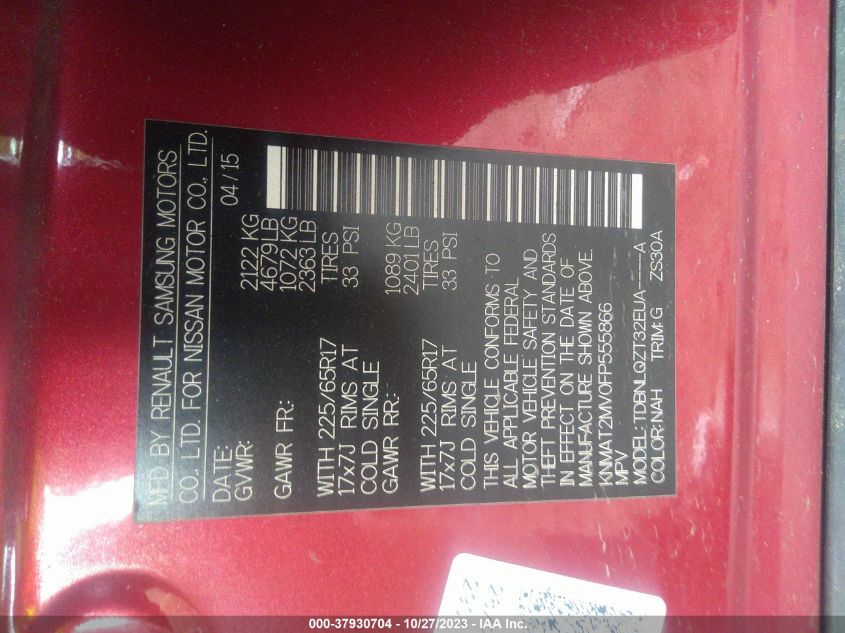 MFD BY RENAULT SAMSUNG MOTORS
CO., LTD. FOR NISSAN MOTOR CO., LTD.
DATE: 04/15
GVWR: 2122 KG
4679 LB
GAWR FR: 1072 KG
2363 LB
WITH 225/65R17 TIRES
17x7J RIMS AT 33 PSI
COLD SINGLE
GAWR RR: 1089 KG
2401 LB
WITH 225/65R17 TIRES
17x7J RIMS AT 33 PSI
COLD SINGLE
THIS VEHICLE CONFORMS TO
ALL APPLICABLE FEDERAL
MOTOR VEHICLE SAFETY AND
THEFT PREVENTION STANDARDS
IN EFFECT ON THE DATE OF
MANUFACTURE SHOWN ABOVE.
KNMAT2MV0FP555866
MPV
MODEL: TDBNLQZT32EUA-----A
COLOR: NAH TRIM: G ZS30A
000-37930704 - 10/27/2023 - IAA Inc.